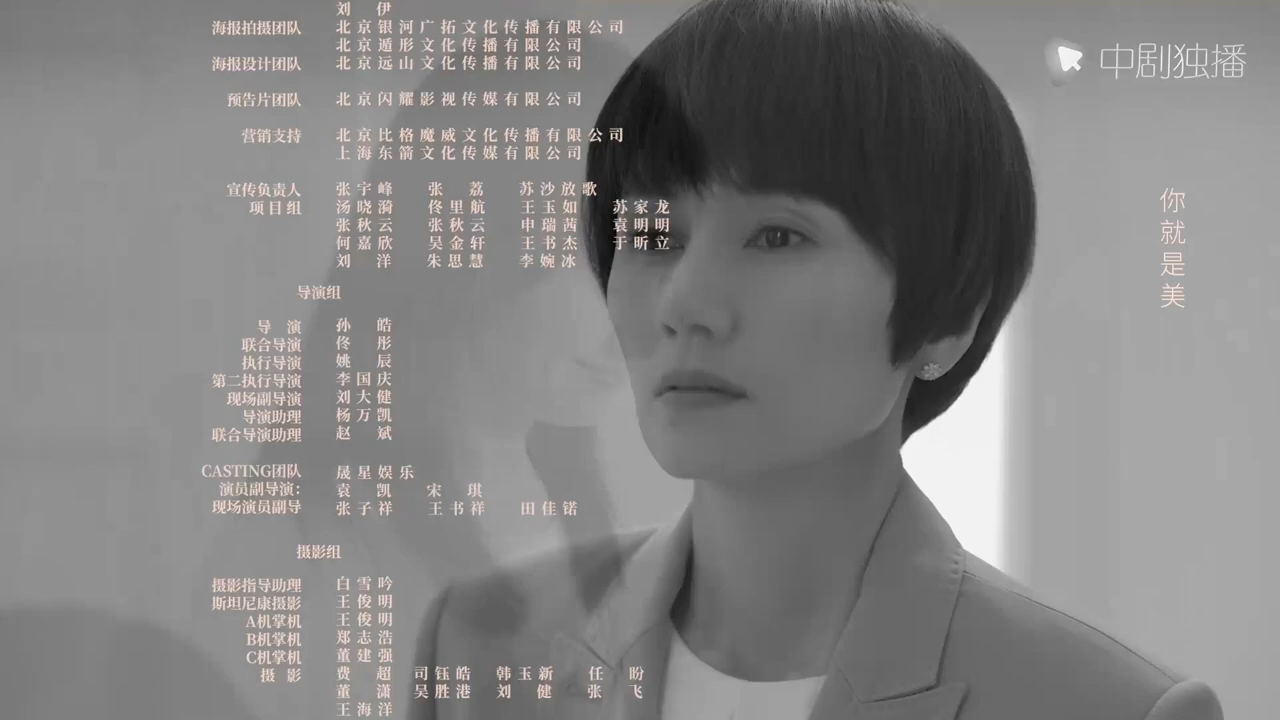 刘 伊
海报拍摄团队 北京银河广拓文化传播有限公司
北京遁形文化传播有限公司
海报设计团队 北京远山文化传播有限公司
预告片团队 北京闪耀影视传媒有限公司
营销支持 北京比格魔威文化传播有限公司
上海东箭文化传媒有限公司
宣传负责人 张宇峰 张 荔 苏沙放歌
项目组 汤晓漪 佟里航 王玉如 苏家龙
张秋云 张秋云 申瑞茜 袁明明
何嘉欣 吴金轩 王书杰 于昕立
刘 洋 朱思慧 李婉冰
导演组
导 演 孙 皓
联合导演 佟 彤
执行导演 姚 辰
第二执行导演 李国庆
现场副导演 刘大健
导演助理 杨万凯
联合导演助理 赵 斌
CASTING团队 晟星娱乐
演员副导演: 袁 凯 宋 琪
现场演员副导 张子祥 王书祥 田佳锘
摄影组
摄影指导助理 白雪吟
斯坦尼康摄影 王俊明
A机掌机 王俊明
B机掌机 郑志浩
C机掌机 董建强
摄 影 费 超 司钰皓 韩玉新 任 盼
董 潇 吴胜港 刘 健 张 飞
王海洋
中剧独播
你就是美